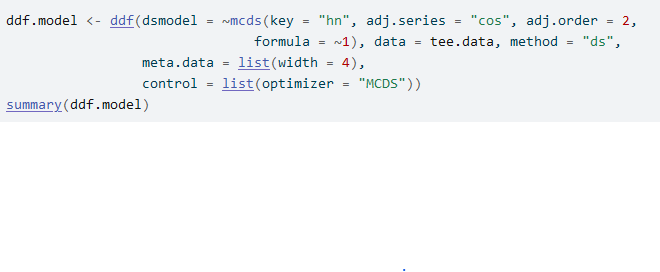 ddf.model <- ddf(dsmodel = ~mcds(key = "hn", adj.series = "cos", adj.order = 2,
formula = ~1), data = tee.data, method = "ds",
meta.data = list(width = 4),
control = list(optimizer = "MCDS"))
summary(ddf.model)